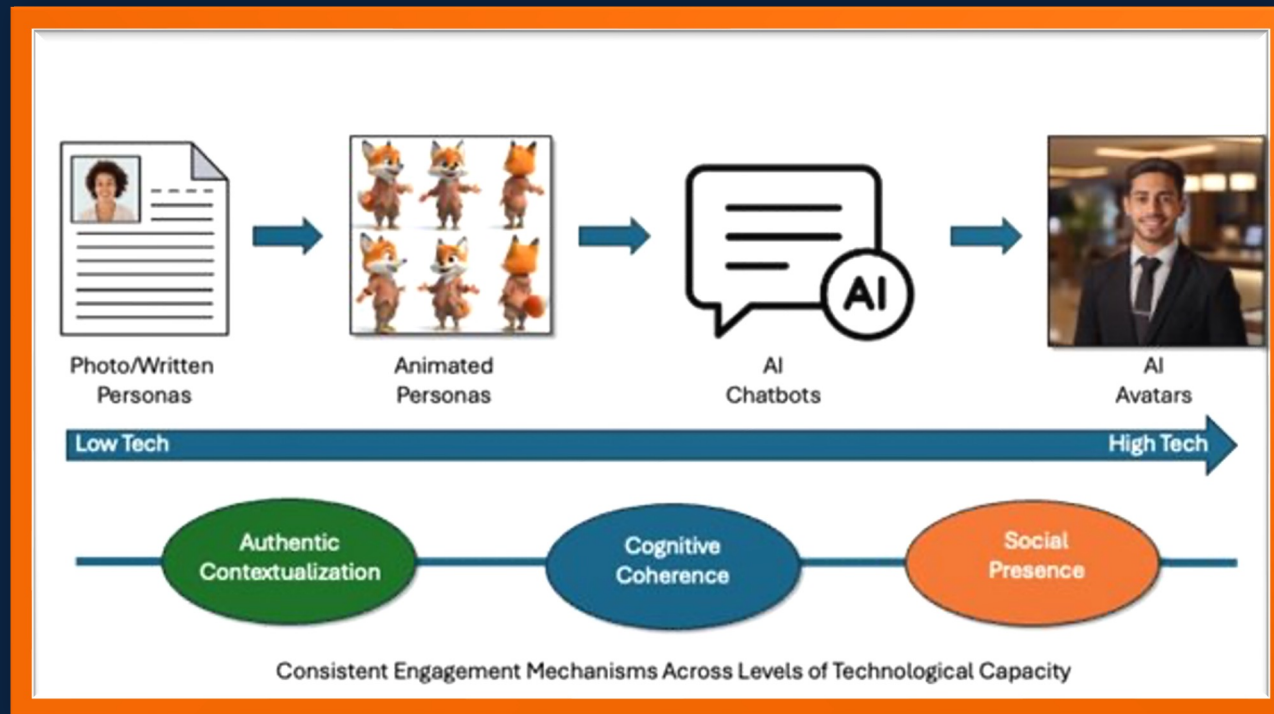 AI
Photo/Written
Personas
Animated
Personas
AI
Chatbots
AI
Avatars
Low Tech
High Tech
Authentic
Contextualization
Cognitive
Coherence
Social
Presence
Consistent Engagement Mechanisms Across Levels of Technological Capacity